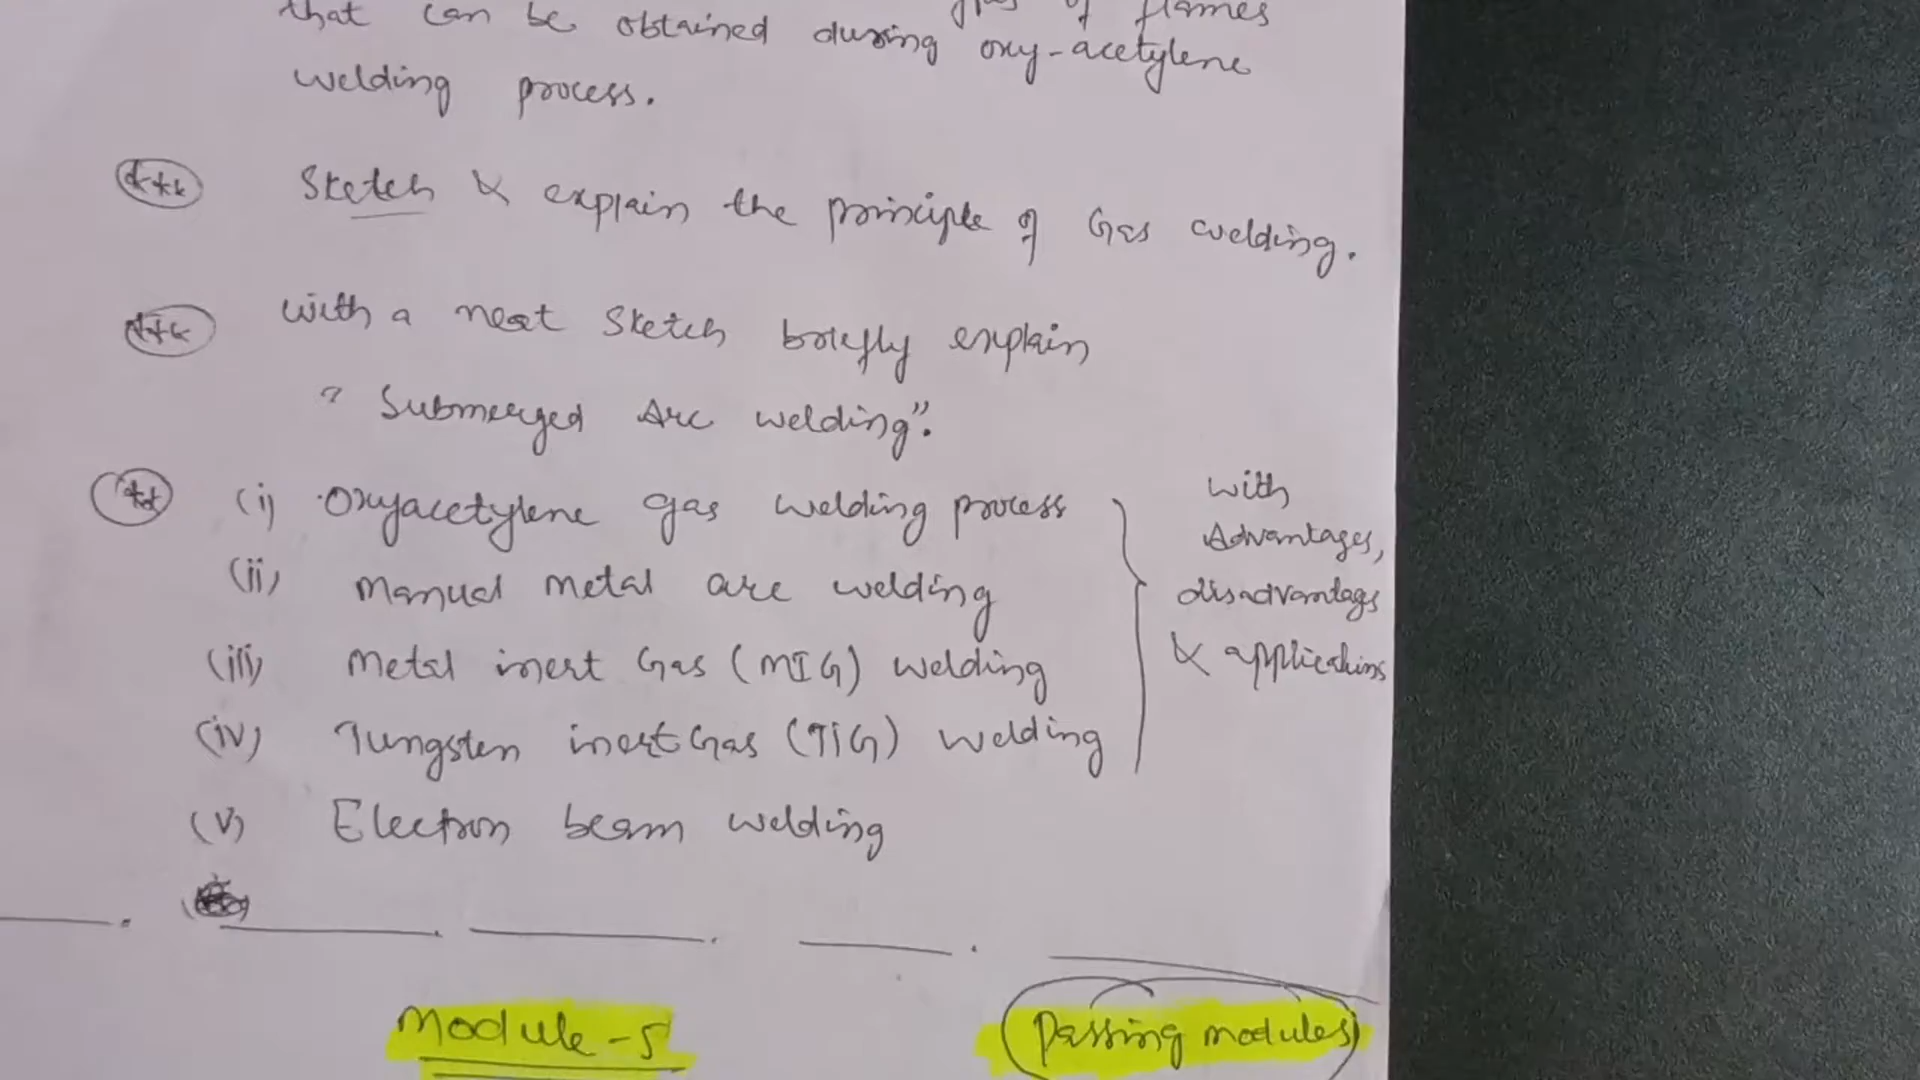 that can be obtained during of flames
oxy-acetylene
welding process.
*** Sketch & explain the principle of Gas welding.
*** with a neat sketch briefly explain
" Submerged Arc welding".
** (i) Oxyacetylene gas welding process
(ii) Manual metal arc welding
(iii) Metal inert Gas (MIG) welding
(iv) Tungsten inert Gas (TIG) welding
(v) Electron beam welding
with
Advantages,
disadvantages
& applications
Module-5
Passing modules